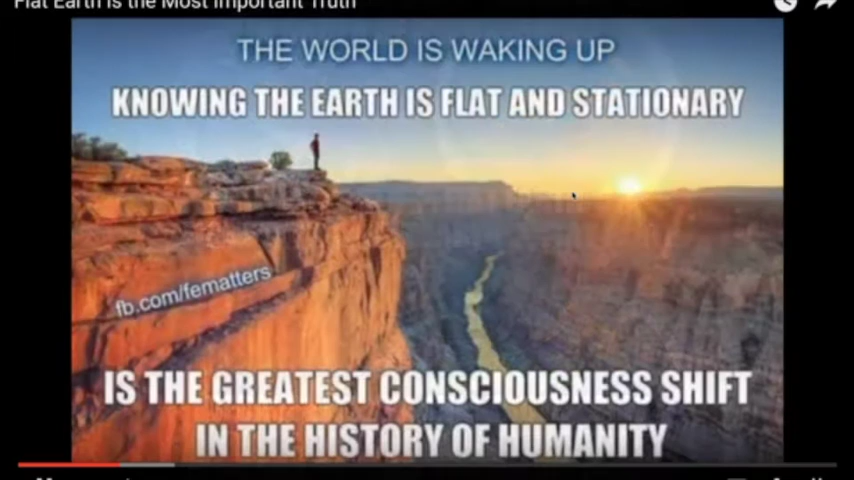 Flat Earth is the Most Important Truth
THE WORLD IS WAKING UP
KNOWING THE EARTH IS FLAT AND STATIONARY
fb.com/fematters
IS THE GREATEST CONSCIOUSNESS SHIFT
IN THE HISTORY OF HUMANITY